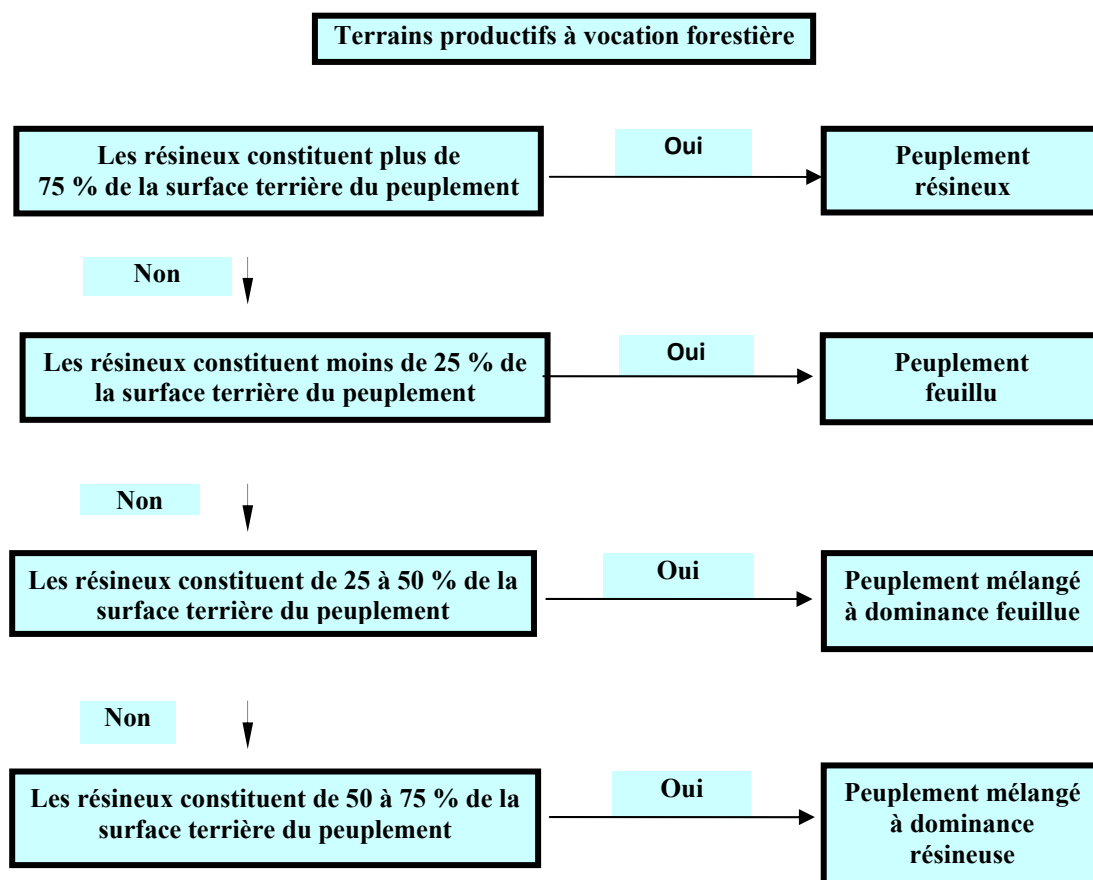 Terrains productifs à vocation forestière
Les résineux constituent plus de
75 % de la surface terrière du peuplement
Oui
Peuplement
résineux
Non
Les résineux constituent moins de 25 % de
la surface terrière du peuplement
Oui
Peuplement
feuillu
Non
Les résineux constituent de 25 à 50 % de la
surface terrière du peuplement
Oui
Peuplement mélangé
à dominance feuillue
Non
Les résineux constituent de 50 à 75 % de la
surface terrière du peuplement
Oui
Peuplement mélangé
à dominance
résineuse